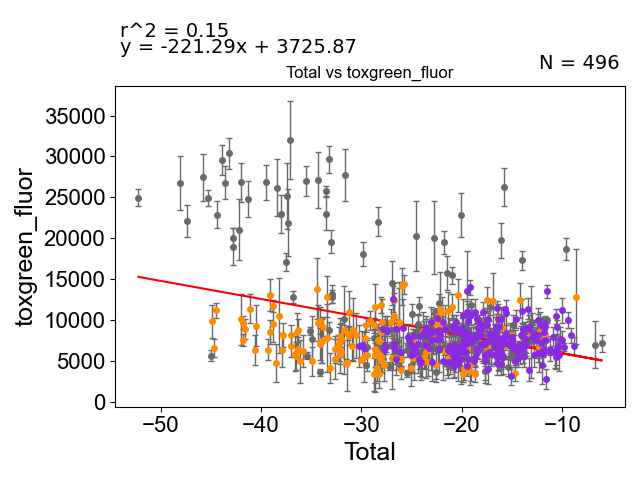 r^2 = 0.15
y = -221.29x + 3725.87
N = 496
Total vs toxgreen_fluor
toxgreen_fluor
35000
30000
25000
20000
15000
10000
5000
0
−50
−40
−30
−20
−10
Total